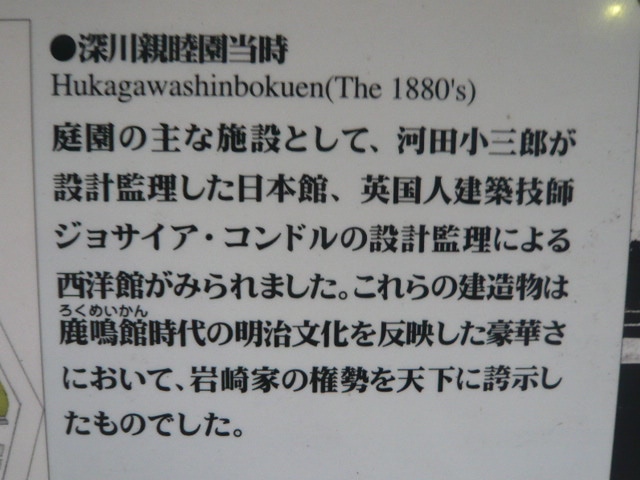 ●深川親睦園当時
Hukagawashinbokuen(The 1880's)
庭園の主な施設として、河田小三郎が
設計監理した日本館、英国人建築技師
ジョサイア・コンドルの設計監理による
西洋館がみられました。これらの建造物は
ろくめいかん
鹿鳴館時代の明治文化を反映した豪華さ
において、岩崎家の権勢を天下に誇示し
たものでした。